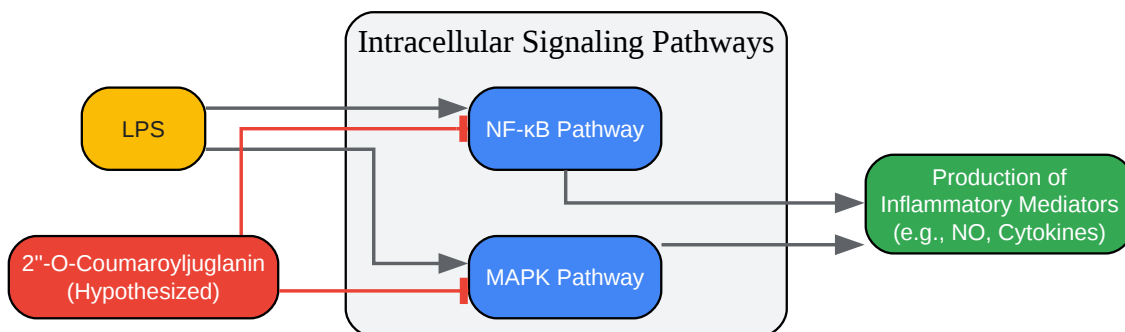 Intracellular Signaling Pathways
LPS
NF-κB Pathway
Production of
Inflammatory Mediators
(e.g., NO, Cytokines)
2"-O-Coumaroyljuglanin
(Hypothesized)
MAPK Pathway